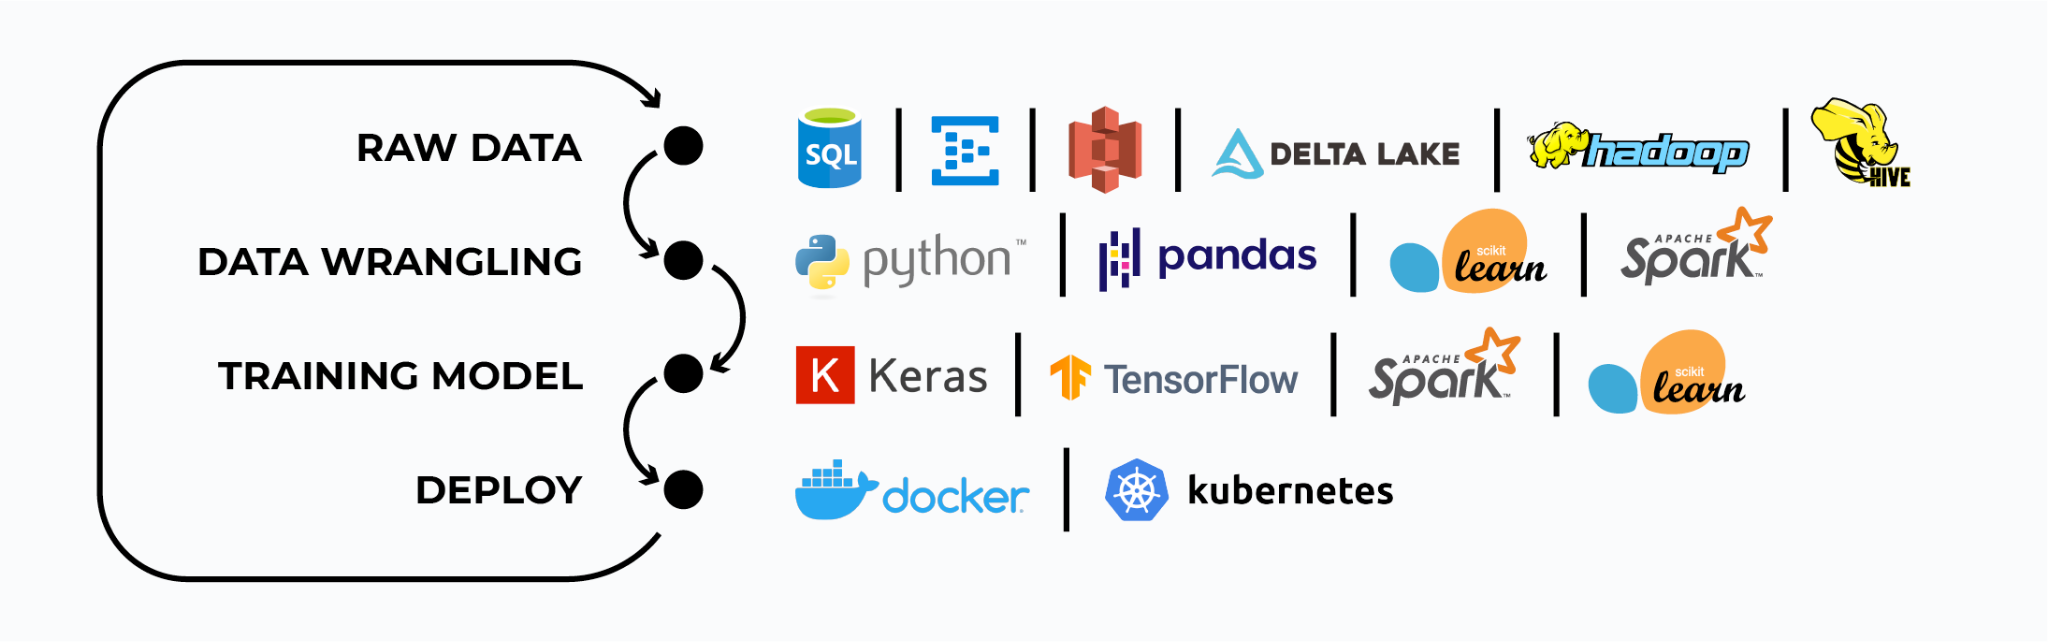 RAW DATA
SQL
DELTA LAKE
hadoop
HIVE
DATA WRANGLING
python™
pandas
scikit
learn
APACHE
Spark™
TRAINING MODEL
K Keras
TensorFlow
APACHE
Spark™
scikit
learn
DEPLOY
docker
kubernetes